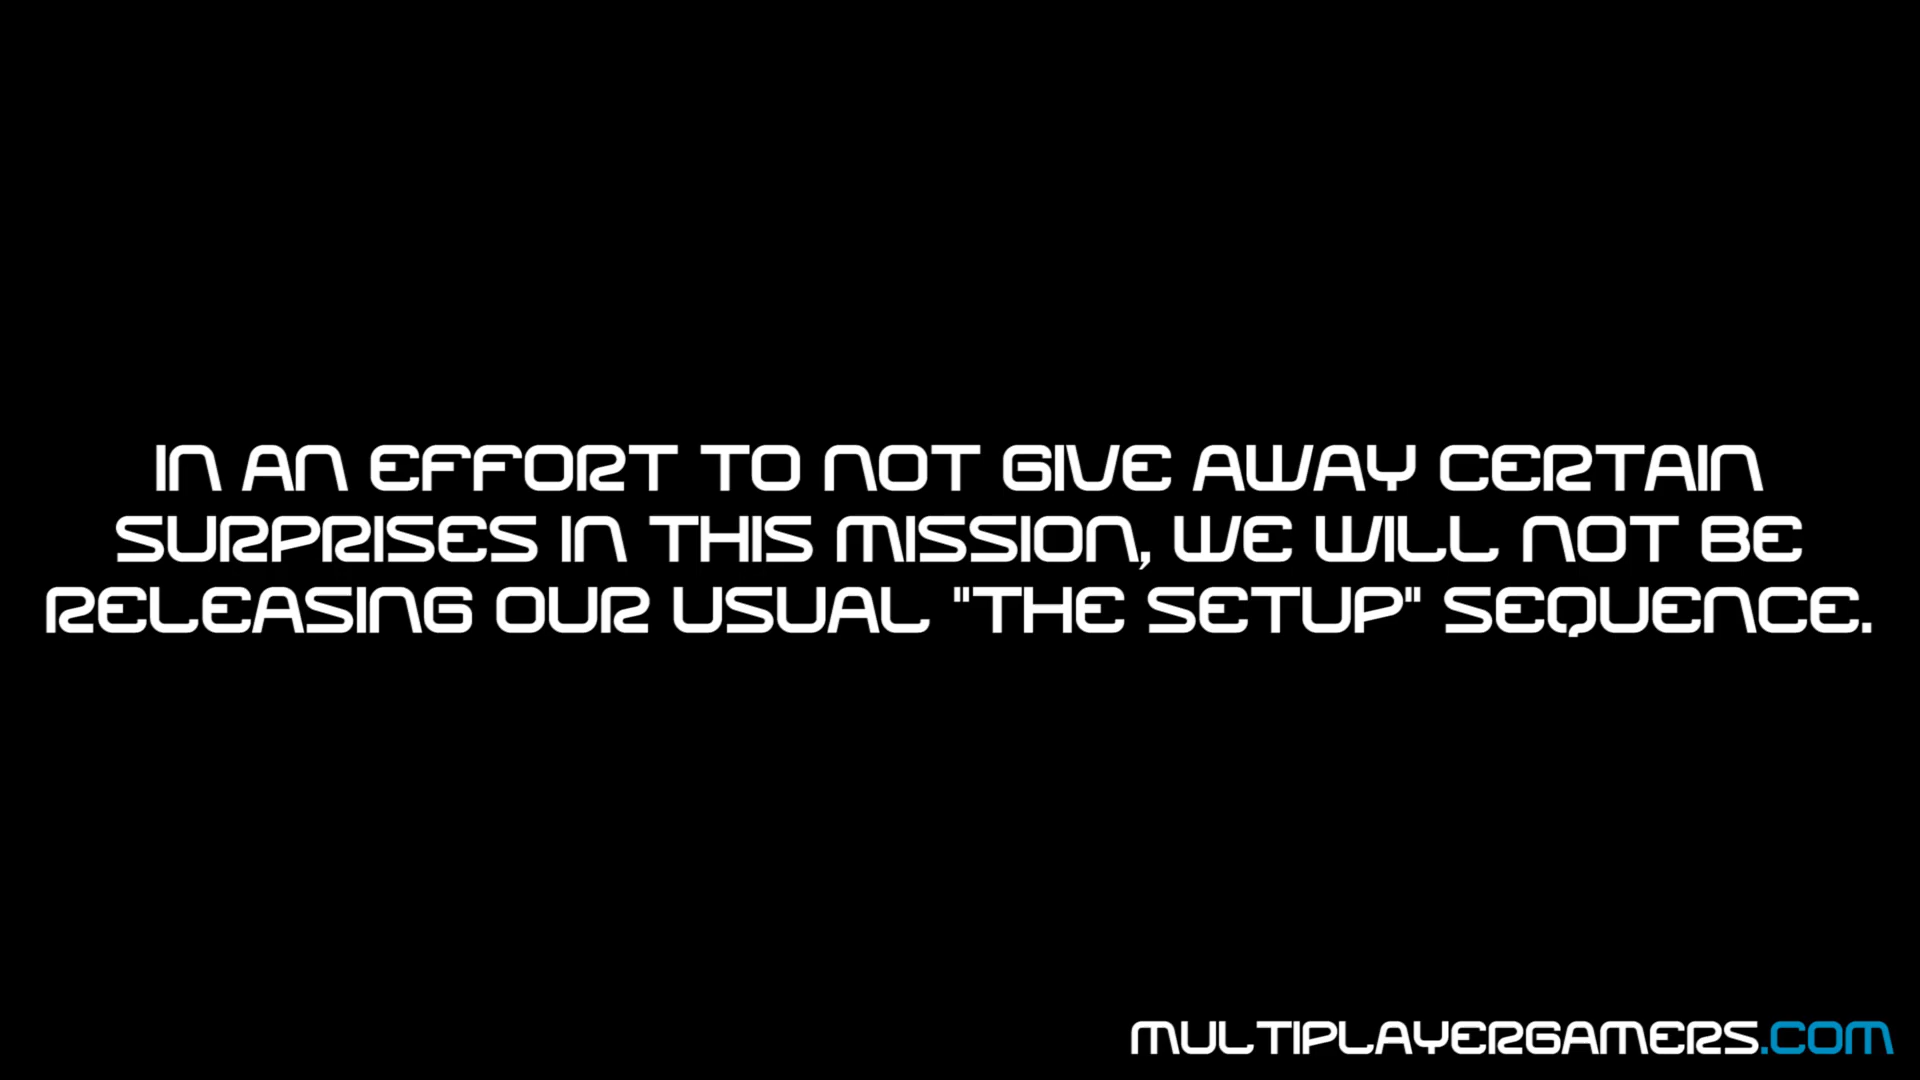 IN AN EFFORT TO NOT GIVE AWAY CERTAIN
SURPRISES IN THIS MISSION, WE WILL NOT BE
RELEASING OUR USUAL "THE SETUP" SEQUENCE.
MULTIPLAYERGAMERS.COM